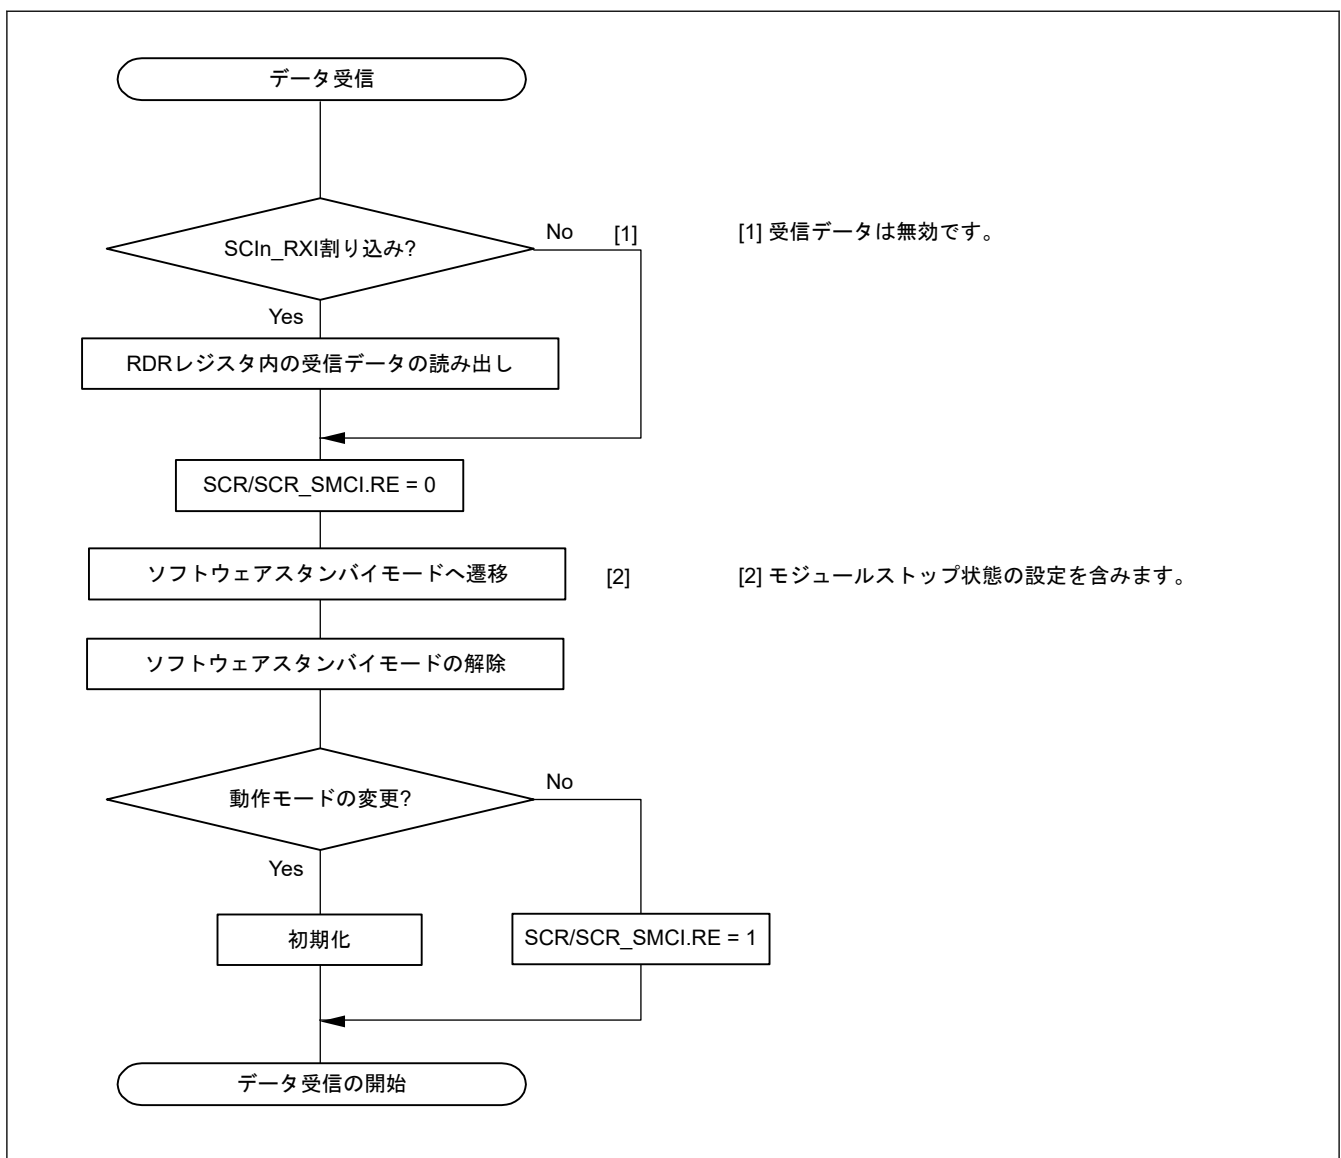 データ受信
SCIn_RXI割り込み?
No
[1]
[1] 受信データは無効です。
Yes
RDRレジスタ内の受信データの読み出し
SCR/SCR_SMCI.RE = 0
ソフトウェアスタンバイモードへ遷移
[2]
[2] モジュールストップ状態の設定を含みます。
ソフトウェアスタンバイモードの解除
動作モードの変更?
No
Yes
初期化
SCR/SCR_SMCI.RE = 1
データ受信の開始